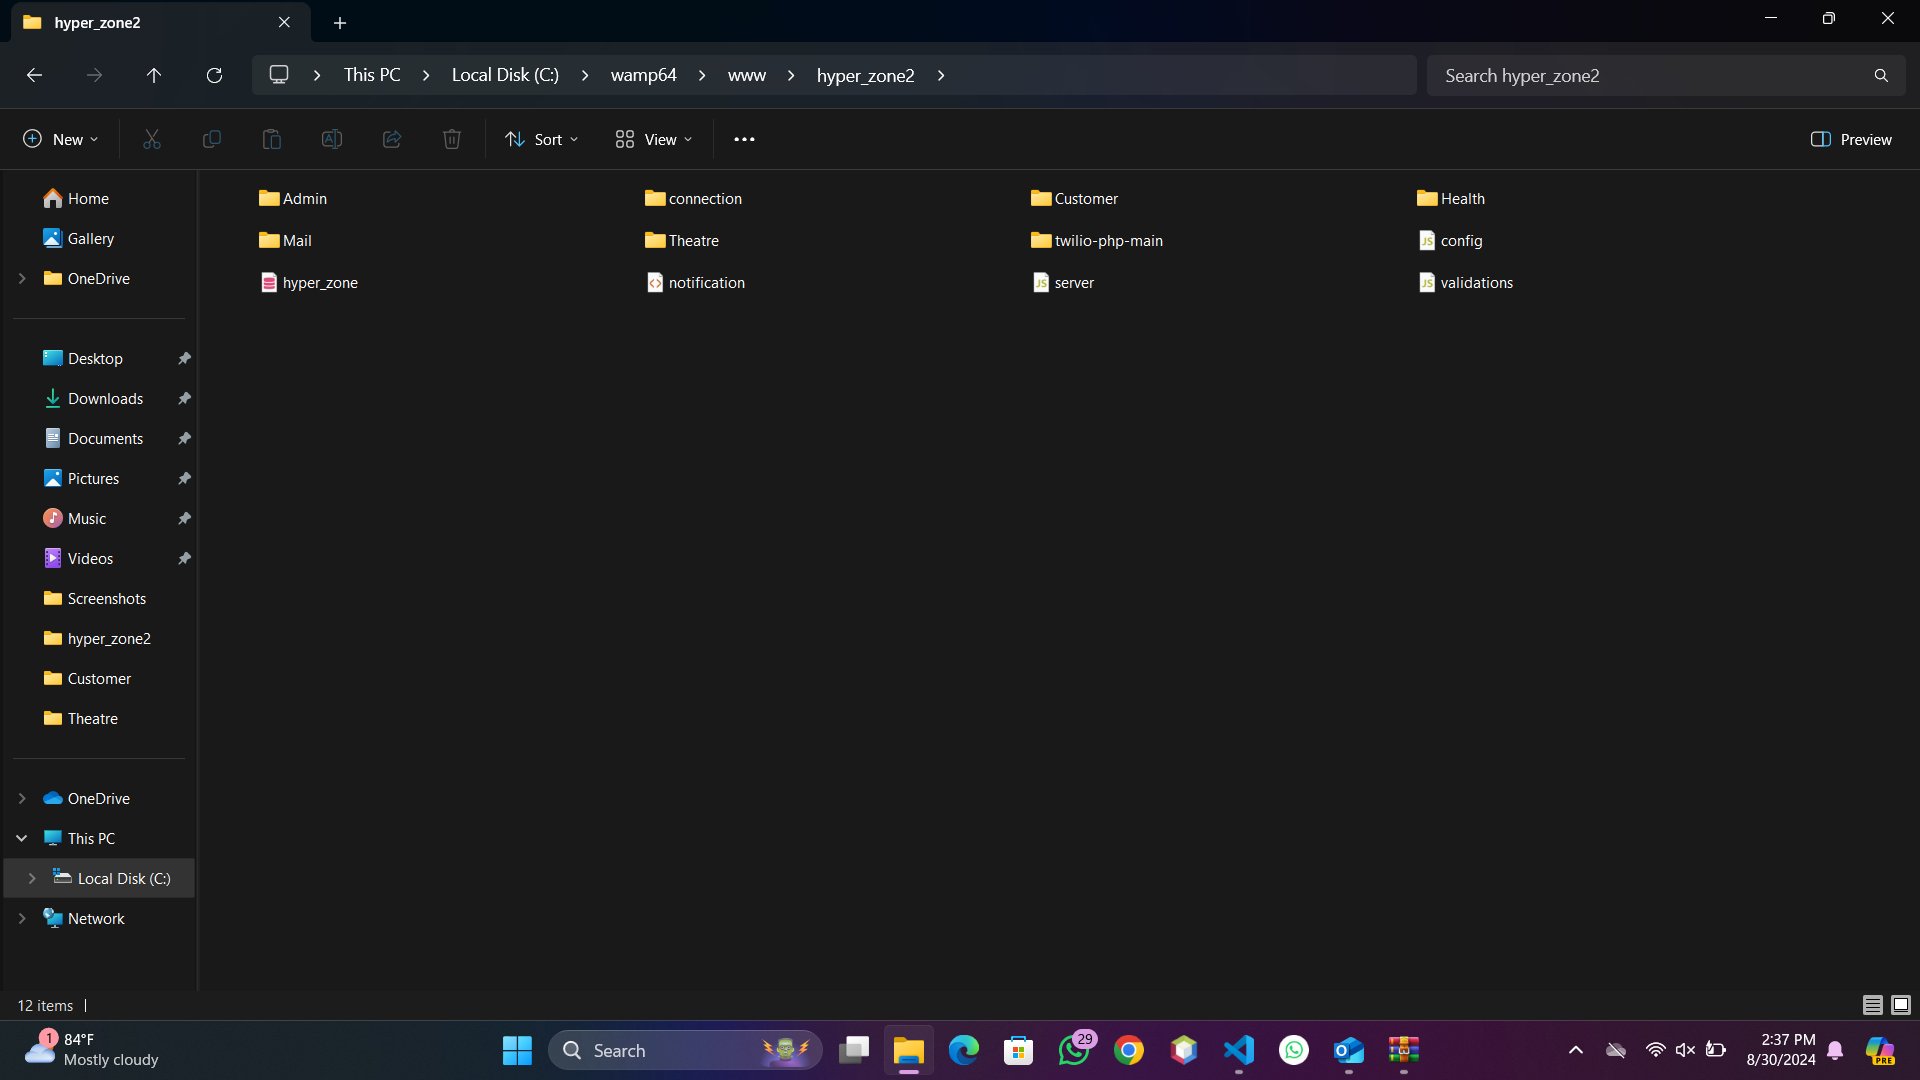 hyper_zone2
This PC
Local Disk (C:)
wamp64
www
hyper_zone2
Search hyper_zone2
New
Sort
View
Preview
Home
Gallery
OneDrive
Desktop
Downloads
Documents
Pictures
Music
Videos
Screenshots
hyper_zone2
Customer
Theatre
OneDrive
This PC
Local Disk (C:)
Network
Admin
connection
Customer
Health
Mail
Theatre
twilio-php-main
config
hyper_zone
notification
server
validations
12 items
1
84°F
Mostly cloudy
Search
29
2:37 PM
8/30/2024
PRE